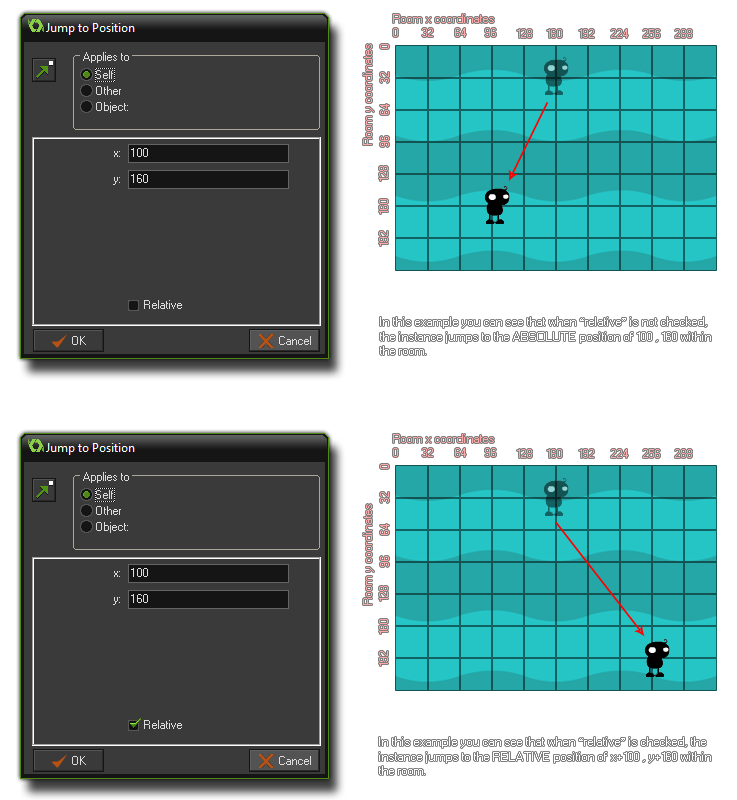 Jump to Position
Applies to
Self
Other
Object:
x: 100
y: 160
Relative
OK
Cancel
Room x coordinates
0 32 64 96 128 160 192 224 256 288
Room y coordinates
0
32
64
96
128
160
192
In this example you can see that when "relative" is not checked,
the instance jumps to the ABSOLUTE position of 100 , 160 within
the room.
Jump to Position
Applies to
Self
Other
Object:
x: 100
y: 160
Relative
OK
Cancel
Room x coordinates
0 32 64 96 128 160 192 224 256 288
Room y coordinates
0
32
64
96
128
160
192
In this example you can see that when "relative" is checked, the
instance jumps to the RELATIVE position of x+100 , y+160 within
the room.